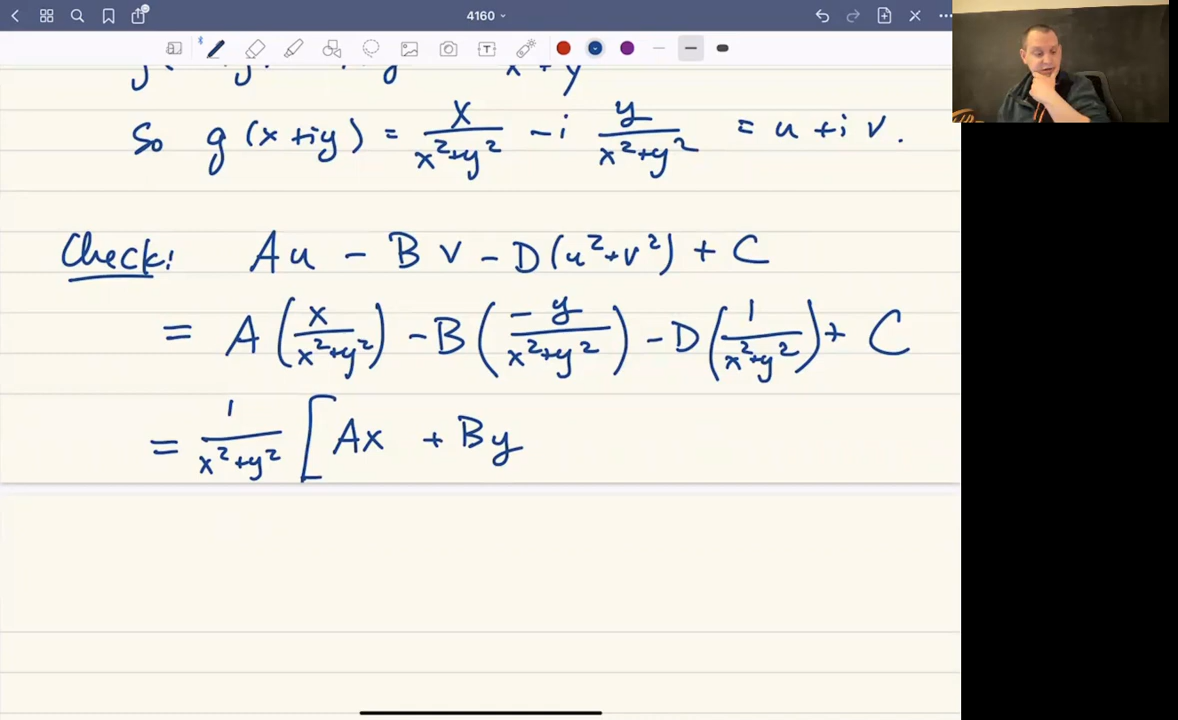 4160
x² + y
So g(x+iy) = x/(x²+y²) - i y/(x²+y²) = u + i v.
Check: Au - Bv - D(u²+v²) + C
= A(x/(x²+y²)) - B(-y/(x²+y²)) - D(1/(x²+y²)) + C
= 1/(x²+y²) [Ax + By